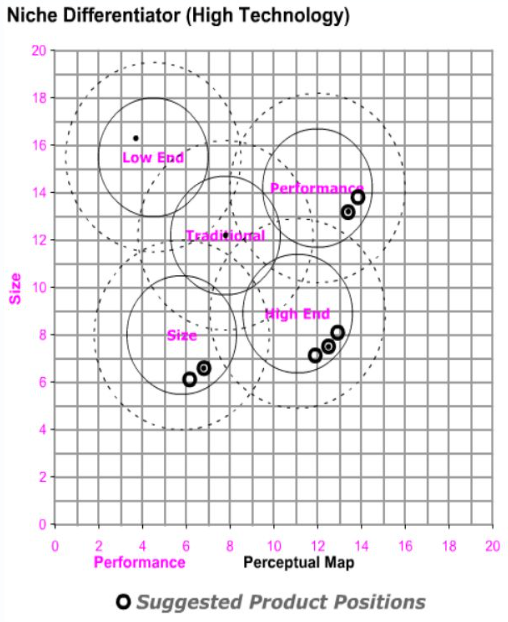 Niche Differentiator (High Technology)
20
18
16
Low End
14
Performance
12
Traditional
Size
10
High End
8
Size
6
4
2
0
0 2 4 6 8 10 12 14 16 18 20
Performance Perceptual Map
Suggested Product Positions